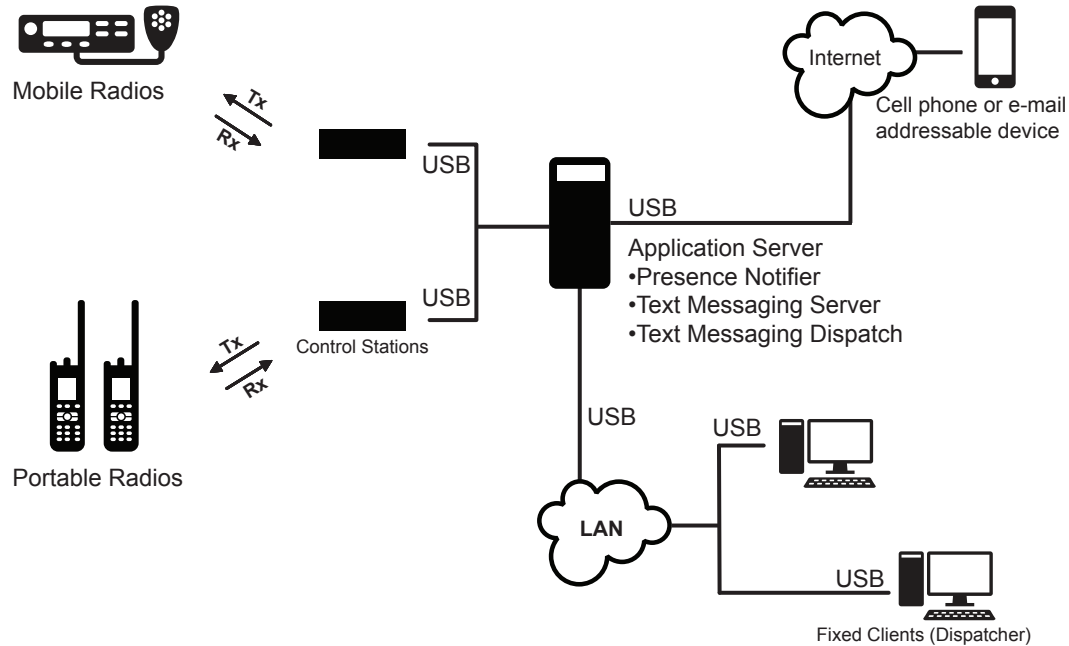 Mobile Radios
Tx
Rx
USB
USB
Tx
Rx
Control Stations
Portable Radios
Internet
Cell phone or e-mail
addressable device
USB
Application Server
•Presence Notifier
•Text Messaging Server
•Text Messaging Dispatch
USB
LAN
USB
USB
Fixed Clients (Dispatcher)